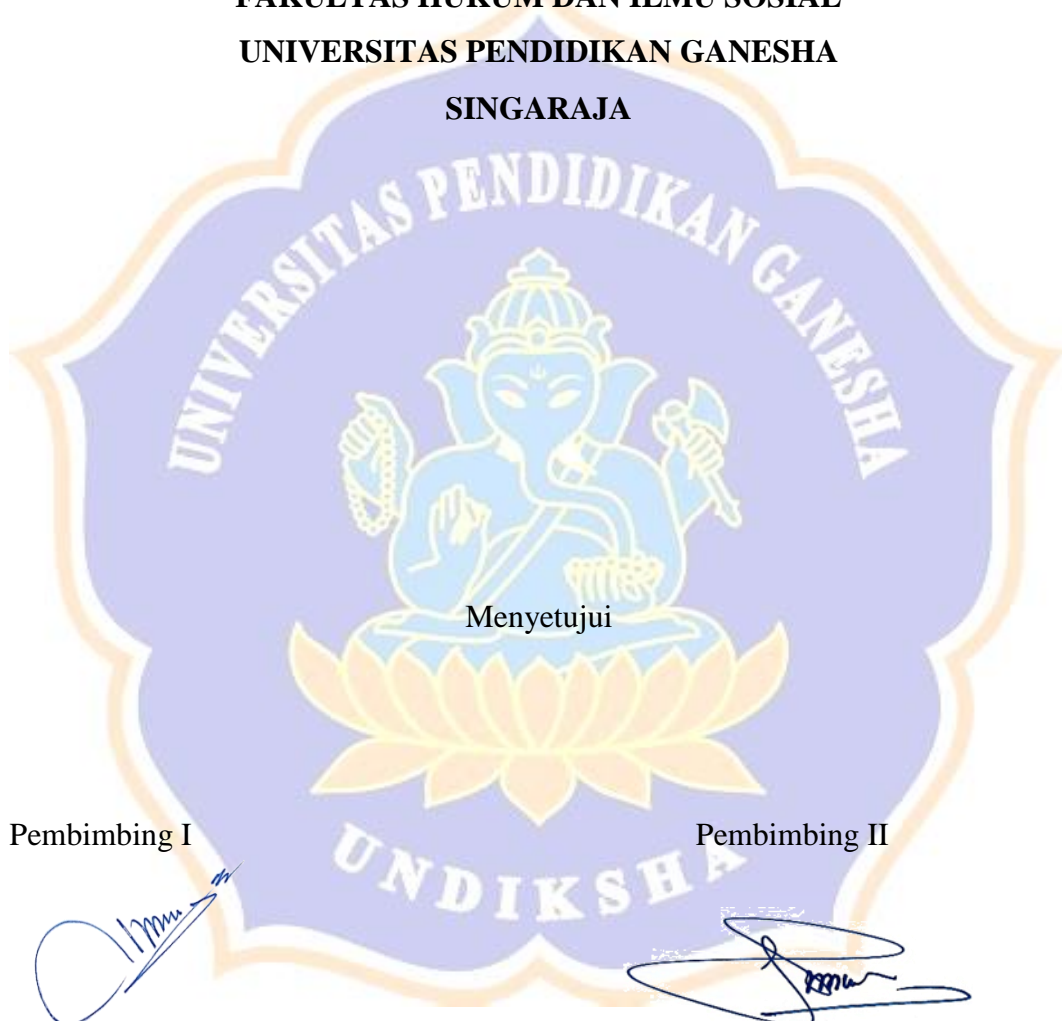 FAKULTAS HUKUM DAN ILMU SOSIAL
UNIVERSITAS PENDIDIKAN GANESHA
SINGARAJA
UNIVERSITAS PENDIDIKAN GANESHA
Menyetujui
Pembimbing I Pembimbing II
UNDIKSHA